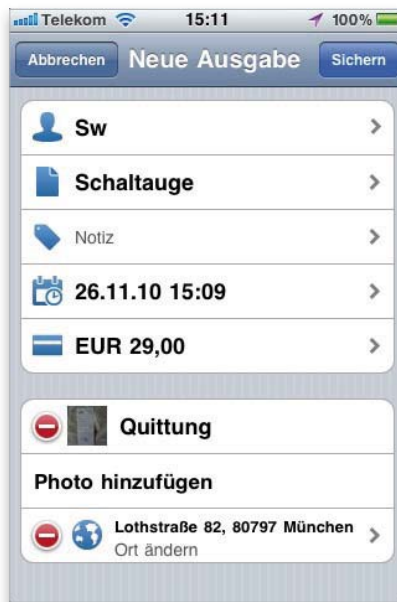 Telekom 15:11 100%
Abbrechen Neue Ausgabe Sichern
Sw
Schaltauge
Notiz
26.11.10 15:09
EUR 29,00
Quittung
Photo hinzufügen
Lothstraße 82, 80797 München
Ort ändern